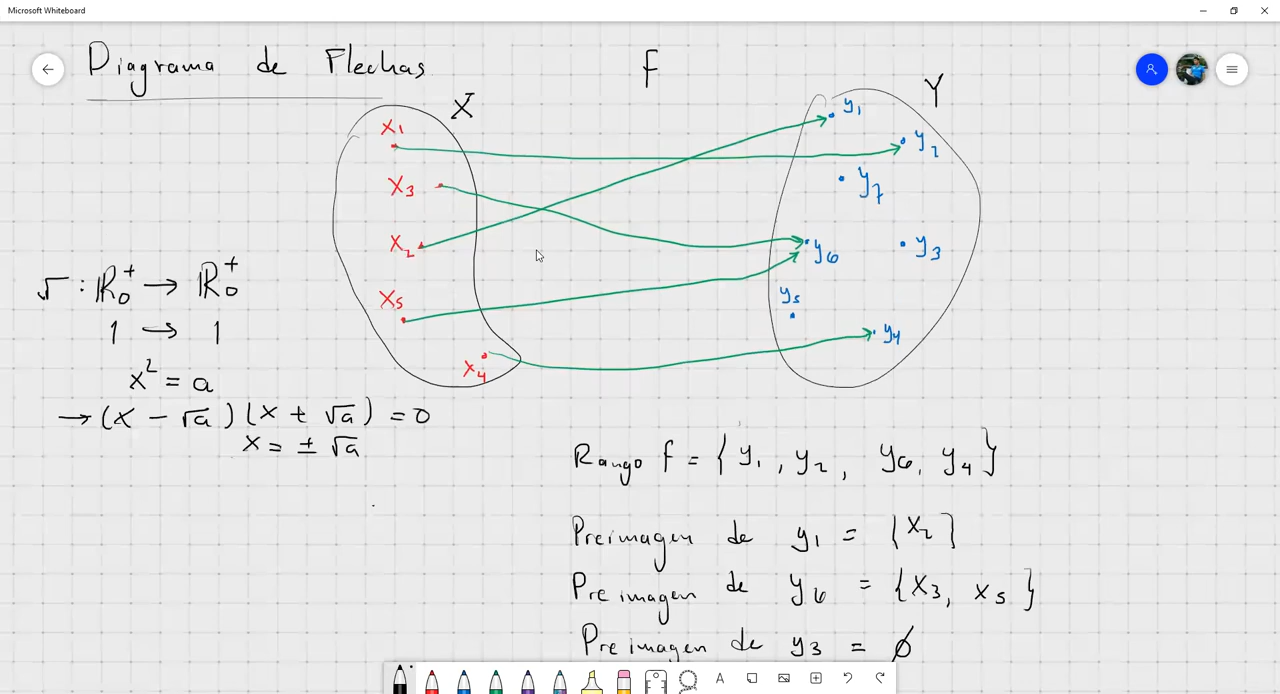 Microsoft Whiteboard
Diagrama de Flechas
f
X
Y
x1
x3
x2
x5
x4
y1
y2
y7
y6
y3
y5
y4
√ : ℝ₀⁺ → ℝ₀⁺
1 → 1
x² = a
→ (x - √a) (x + √a) = 0
x = ± √a
Rango f = { y1, y2, y6, y4 }
Preimagen de y1 = {x2}
Preimagen de y6 = {x3, x5}
Preimagen de y3 = ∅
A